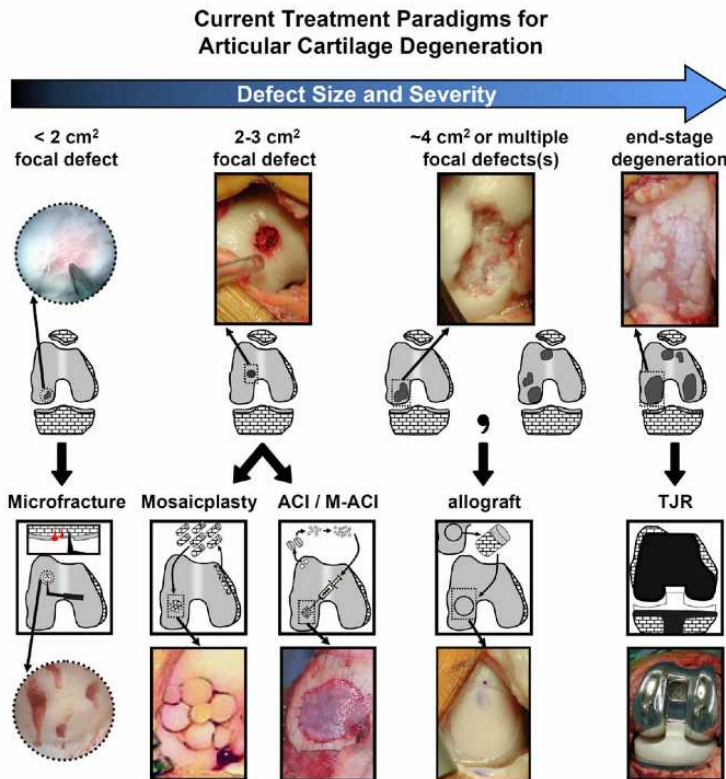 Current Treatment Paradigms for
Articular Cartilage Degeneration
Defect Size and Severity
< 2 cm²
focal defect
2-3 cm²
focal defect
~4 cm² or multiple
focal defects(s)
end-stage
degeneration
,
Microfracture
Mosaicplasty
ACI / M-ACI
allograft
TJR